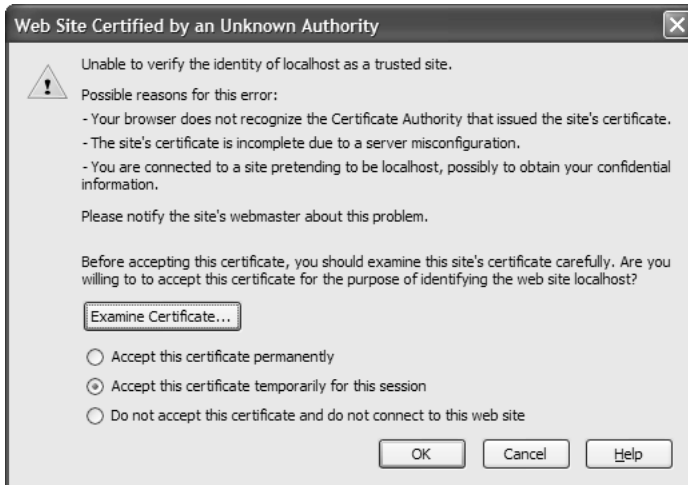 Web Site Certified by an Unknown Authority
Unable to verify the identity of localhost as a trusted site.
Possible reasons for this error:
- Your browser does not recognize the Certificate Authority that issued the site's certificate.
- The site's certificate is incomplete due to a server misconfiguration.
- You are connected to a site pretending to be localhost, possibly to obtain your confidential
information.
Please notify the site's webmaster about this problem.
Before accepting this certificate, you should examine this site's certificate carefully. Are you
willing to to accept this certificate for the purpose of identifying the web site localhost?
Examine Certificate...
Accept this certificate permanently
Accept this certificate temporarily for this session
Do not accept this certificate and do not connect to this web site
OK Cancel Help